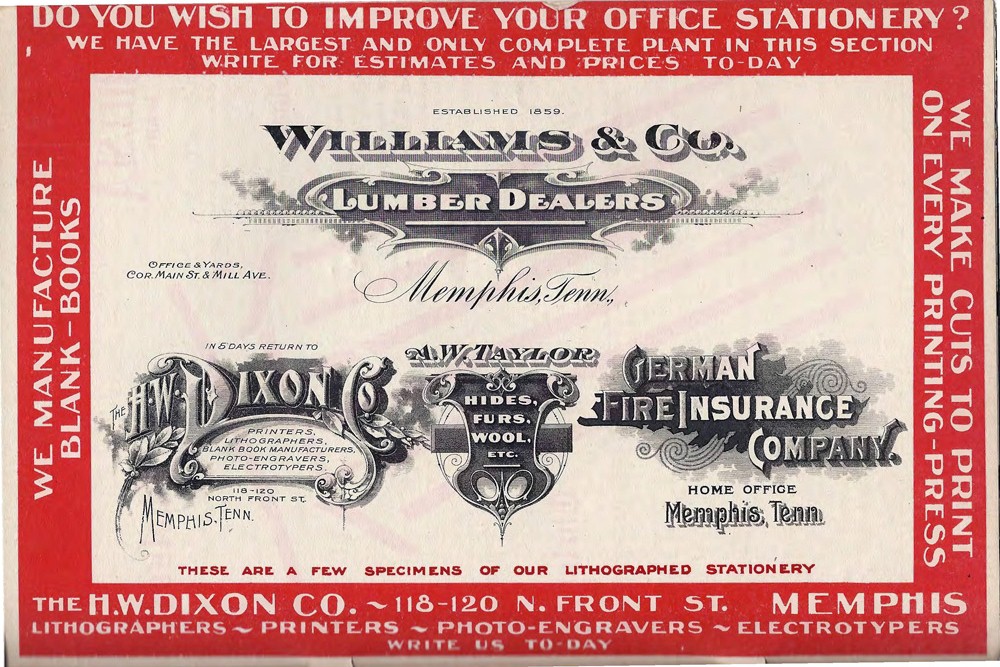 DO YOU WISH TO IMPROVE YOUR OFFICE STATIONERY?
WE HAVE THE LARGEST AND ONLY COMPLETE PLANT IN THIS SECTION
WRITE FOR ESTIMATES AND PRICES TO-DAY
WE MANUFACTURE
BLANK-BOOKS
ESTABLISHED 1859.
WILLIAMS & CO.
LUMBER DEALERS
OFFICE & YARDS,
COR. MAIN ST. & MILL AVE.
Memphis, Tenn.,
IN 5 DAYS RETURN TO
THE H.W. DIXON CO
PRINTERS,
LITHOGRAPHERS,
BLANK BOOK MANUFACTURERS,
PHOTO-ENGRAVERS,
ELECTROTYPERS,
118-120
NORTH FRONT ST.
MEMPHIS. TENN.
A.W. TAYLOR
HIDES,
FURS,
WOOL,
ETC.
GERMAN
FIRE INSURANCE
COMPANY.
HOME OFFICE
Memphis, Tenn
THESE ARE A FEW SPECIMENS OF OUR LITHOGRAPHED STATIONERY
WE MAKE CUTS TO PRINT
ON EVERY PRINTING-PRESS
THE H.W. DIXON CO. ~ 118-120 N. FRONT ST. MEMPHIS
LITHOGRAPHERS ~ PRINTERS ~ PHOTO-ENGRAVERS ~ ELECTROTYPERS
WRITE US TO-DAY